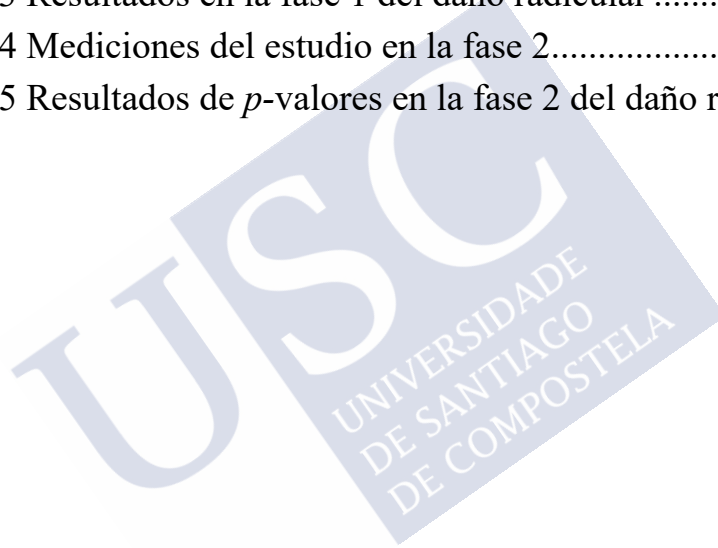 3 Resultados en la fase 1 del daño radicular ........
4 Mediciones del estudio en la fase 2..................
5 Resultados de p-valores en la fase 2 del daño
USC
UNIVERSIDADE
DE SANTIAGO
DE COMPOSTELA